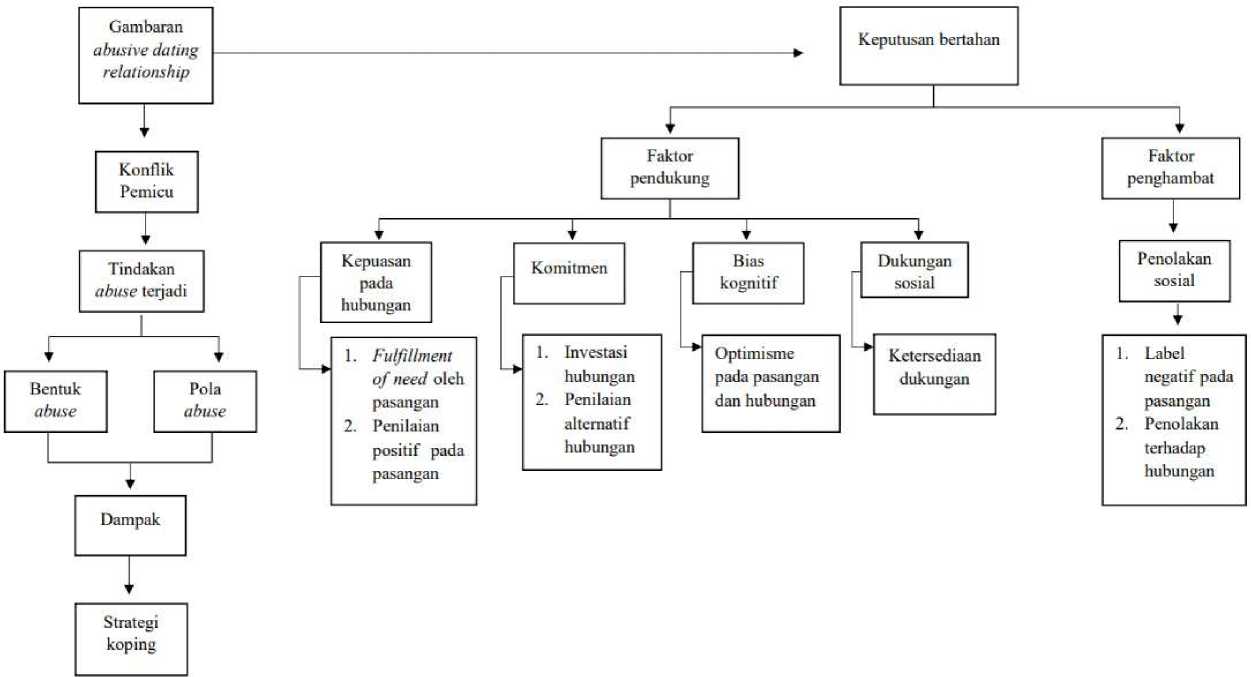 Gambaran
abusive dating
relationship
Keputusan bertahan
Konflik
Pemicu
Tindakan
abuse terjadi
Bentuk
abuse
Pola
abuse
Dampak
Strategi
koping
Faktor
pendukung
Faktor
penghambat
Kepuasan
pada
hubungan
Komitmen
Bias
kognitif
Dukungan
sosial
Penolakan
sosial
1. Fulfillment
of need oleh
pasangan
2. Penilaian
positif pada
pasangan
1. Investasi
hubungan
2. Penilaian
alternatif
hubungan
Optimisme
pada pasangan
dan hubungan
Ketersediaan
dukungan
1. Label
negatif pada
pasangan
2. Penolakan
terhadap
hubungan